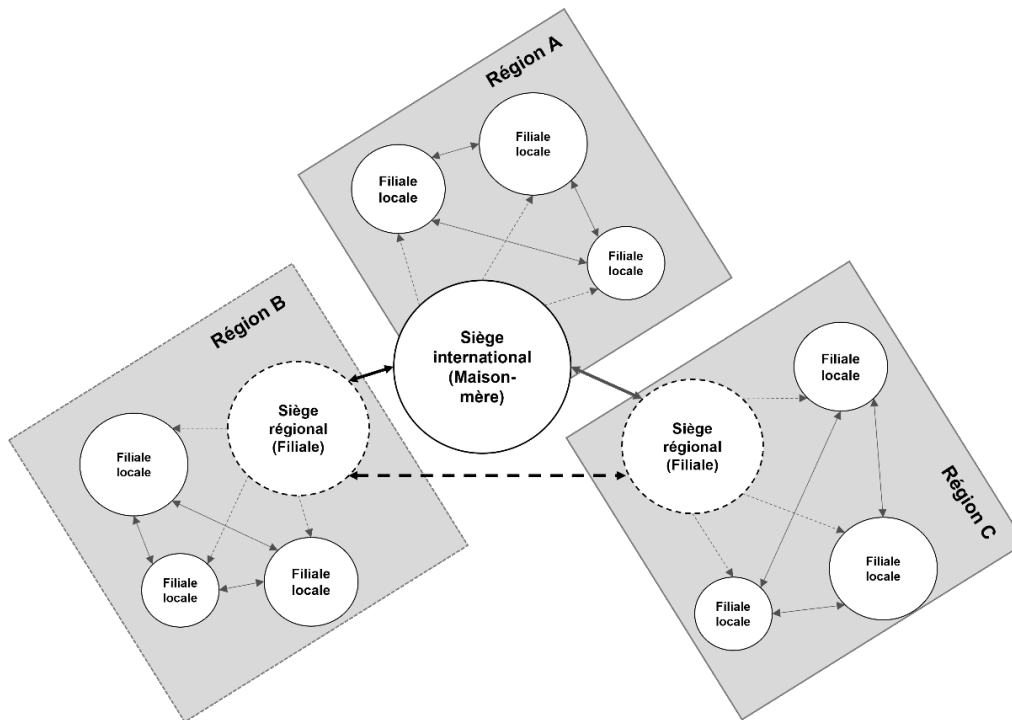 Région A
Filiale
locale
Filiale
locale
Filiale
locale
Siège
international
(Maison-
mère)
Région B
Siège
régional
(Filiale)
Filiale
locale
Filiale
locale
Filiale
locale
Région C
Siège
régional
(Filiale)
Filiale
locale
Filiale
locale
Filiale
locale